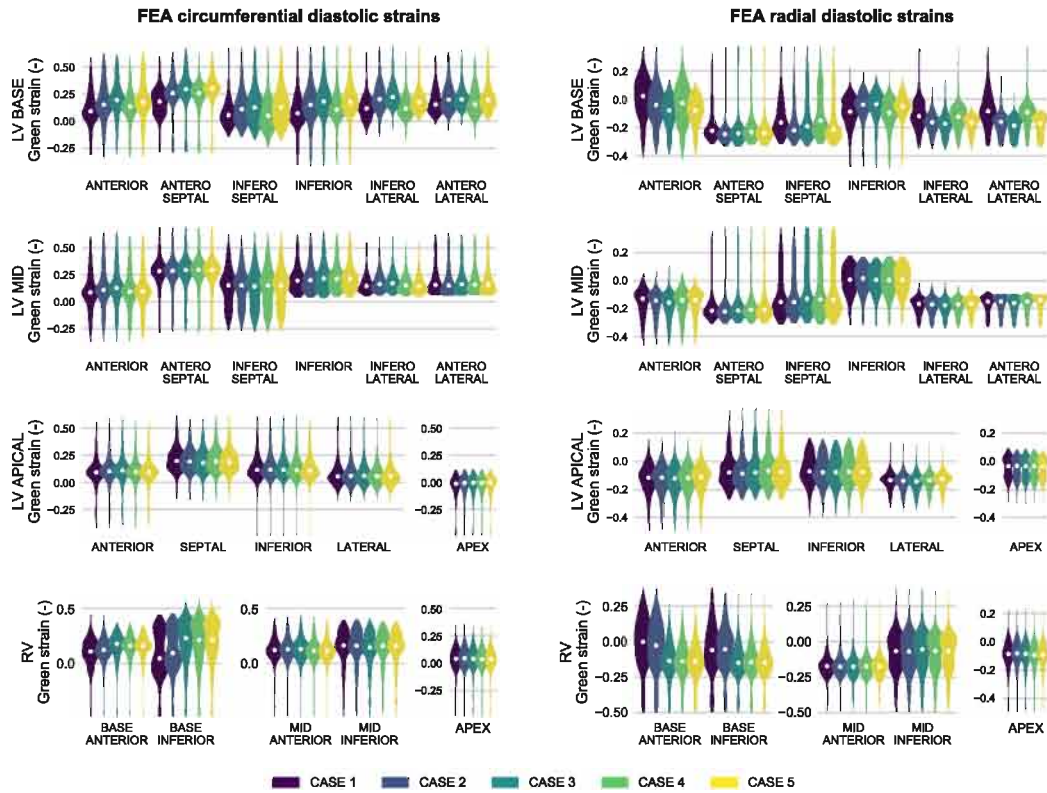 FEA circumferential diastolic strains
FEA radial diastolic strains
LV BASE
Green strain (-)
0.50
0.25
0.00
−0.25
ANTERIOR
ANTERO
SEPTAL
INFERO
SEPTAL
INFERIOR
INFERO
LATERAL
ANTERO
LATERAL
LV BASE
Green strain (-)
0.2
0.0
−0.2
−0.4
ANTERIOR
ANTERO
SEPTAL
INFERO
SEPTAL
INFERIOR
INFERO
LATERAL
ANTERO
LATERAL
LV MID
Green strain (-)
0.50
0.25
0.00
−0.25
ANTERIOR
ANTERO
SEPTAL
INFERO
SEPTAL
INFERIOR
INFERO
LATERAL
ANTERO
LATERAL
LV MID
Green strain (-)
0.2
0.0
−0.2
−0.4
ANTERIOR
ANTERO
SEPTAL
INFERO
SEPTAL
INFERIOR
INFERO
LATERAL
ANTERO
LATERAL
LV APICAL
Green strain (-)
0.50
0.25
0.00
−0.25
ANTERIOR
SEPTAL
INFERIOR
LATERAL
0.50
0.25
0.00
−0.25
APEX
LV APICAL
Green strain (-)
0.2
0.0
−0.2
−0.4
ANTERIOR
SEPTAL
INFERIOR
LATERAL
0.2
0.0
−0.2
−0.4
APEX
RV
Green strain (-)
0.5
0.0
BASE
ANTERIOR
BASE
INFERIOR
0.5
0.0
MID
ANTERIOR
MID
INFERIOR
0.50
0.25
0.00
−0.25
APEX
RV
Green strain (-)
0.25
0.00
−0.25
−0.50
BASE
ANTERIOR
BASE
INFERIOR
0.25
0.00
−0.25
−0.50
MID
ANTERIOR
MID
INFERIOR
0.2
0.0
−0.2
−0.4
APEX
CASE 1
CASE 2
CASE 3
CASE 4
CASE 5